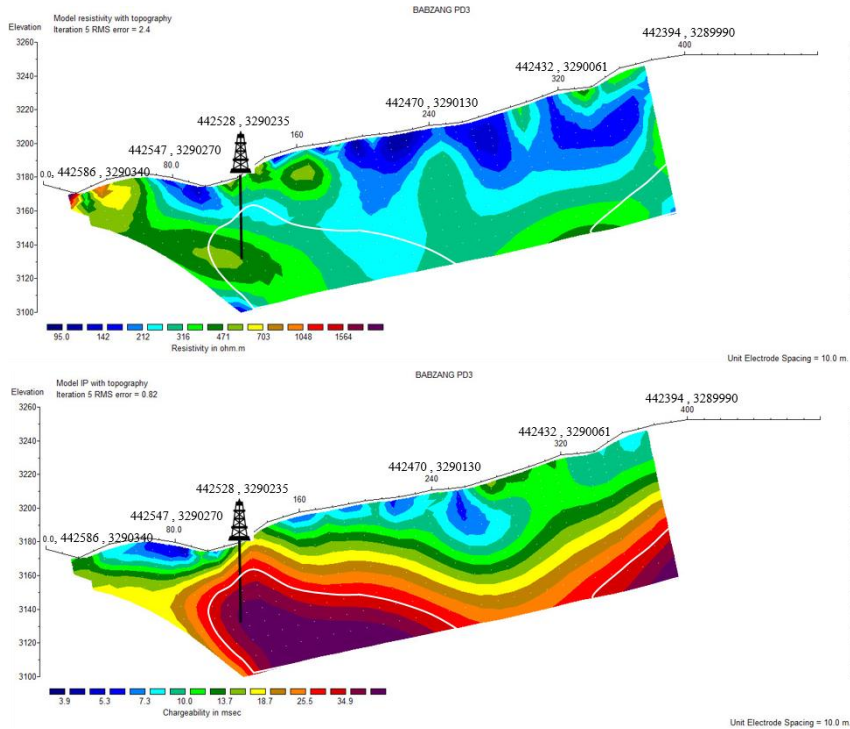 BABZANG PD3
Model resistivity with topography
Elevation Iteration 5 RMS error = 2.4
3260
3240
3220
3200
3180
3160
3140
3120
3100
442394 , 3289990
400
442432 , 3290061
320
442470 , 3290130
240
442528 , 3290235
160
442547 , 3290270
80.0
0.0 442586 , 3290340
95.0 142 212 316 471 703 1048 1564
Resistivity in ohm.m
Unit Electrode Spacing = 10.0 m.
BABZANG PD3
Model IP with topography
Elevation Iteration 5 RMS error = 0.82
3260
3240
3220
3200
3180
3160
3140
3120
3100
442394 , 3289990
400
442432 , 3290061
320
442470 , 3290130
240
442528 , 3290235
160
442547 , 3290270
80.0
0.0 442586 , 3290340
3.9 5.3 7.3 10.0 13.7 18.7 25.5 34.9
Chargeability in msec
Unit Electrode Spacing = 10.0 m.